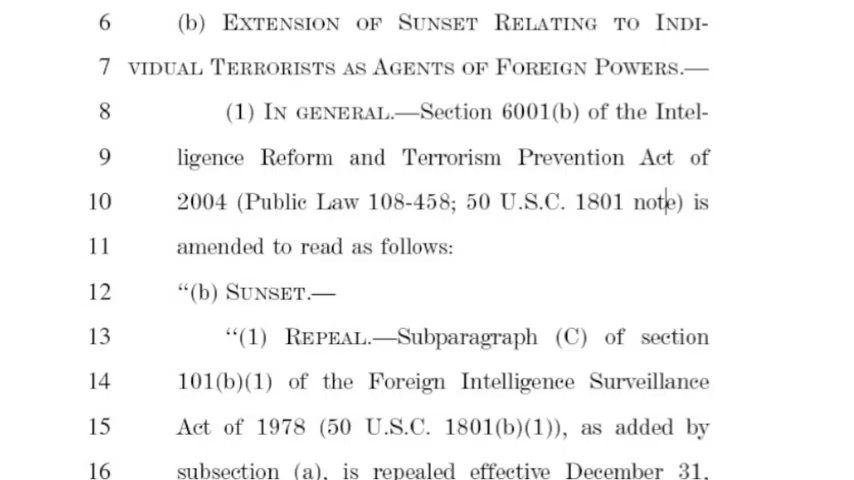 6 (b) EXTENSION OF SUNSET RELATING TO INDI-
7 VIDUAL TERRORISTS AS AGENTS OF FOREIGN POWERS.—
8 (1) IN GENERAL.—Section 6001(b) of the Intel-
9 ligence Reform and Terrorism Prevention Act of
10 2004 (Public Law 108-458; 50 U.S.C. 1801 note) is
11 amended to read as follows:
12 “(b) SUNSET.—
13 “(1) REPEAL.—Subparagraph (C) of section
14 101(b)(1) of the Foreign Intelligence Surveillance
15 Act of 1978 (50 U.S.C. 1801(b)(1)), as added by
16 subsection (a), is repealed effective December 31,